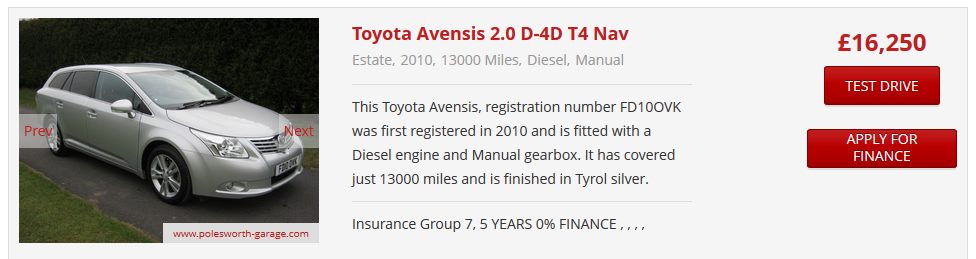 Toyota Avensis 2.0 D-4D T4 Nav
Estate, 2010, 13000 Miles, Diesel, Manual
This Toyota Avensis, registration number FD10OVK
was first registered in 2010 and is fitted with a
Diesel engine and Manual gearbox. It has covered
just 13000 miles and is finished in Tyrol silver.
Insurance Group 7, 5 YEARS 0% FINANCE , , , ,
£16,250
TEST DRIVE
APPLY FOR
FINANCE
Prev
Next
FD10 OVK
www.polesworth-garage.com